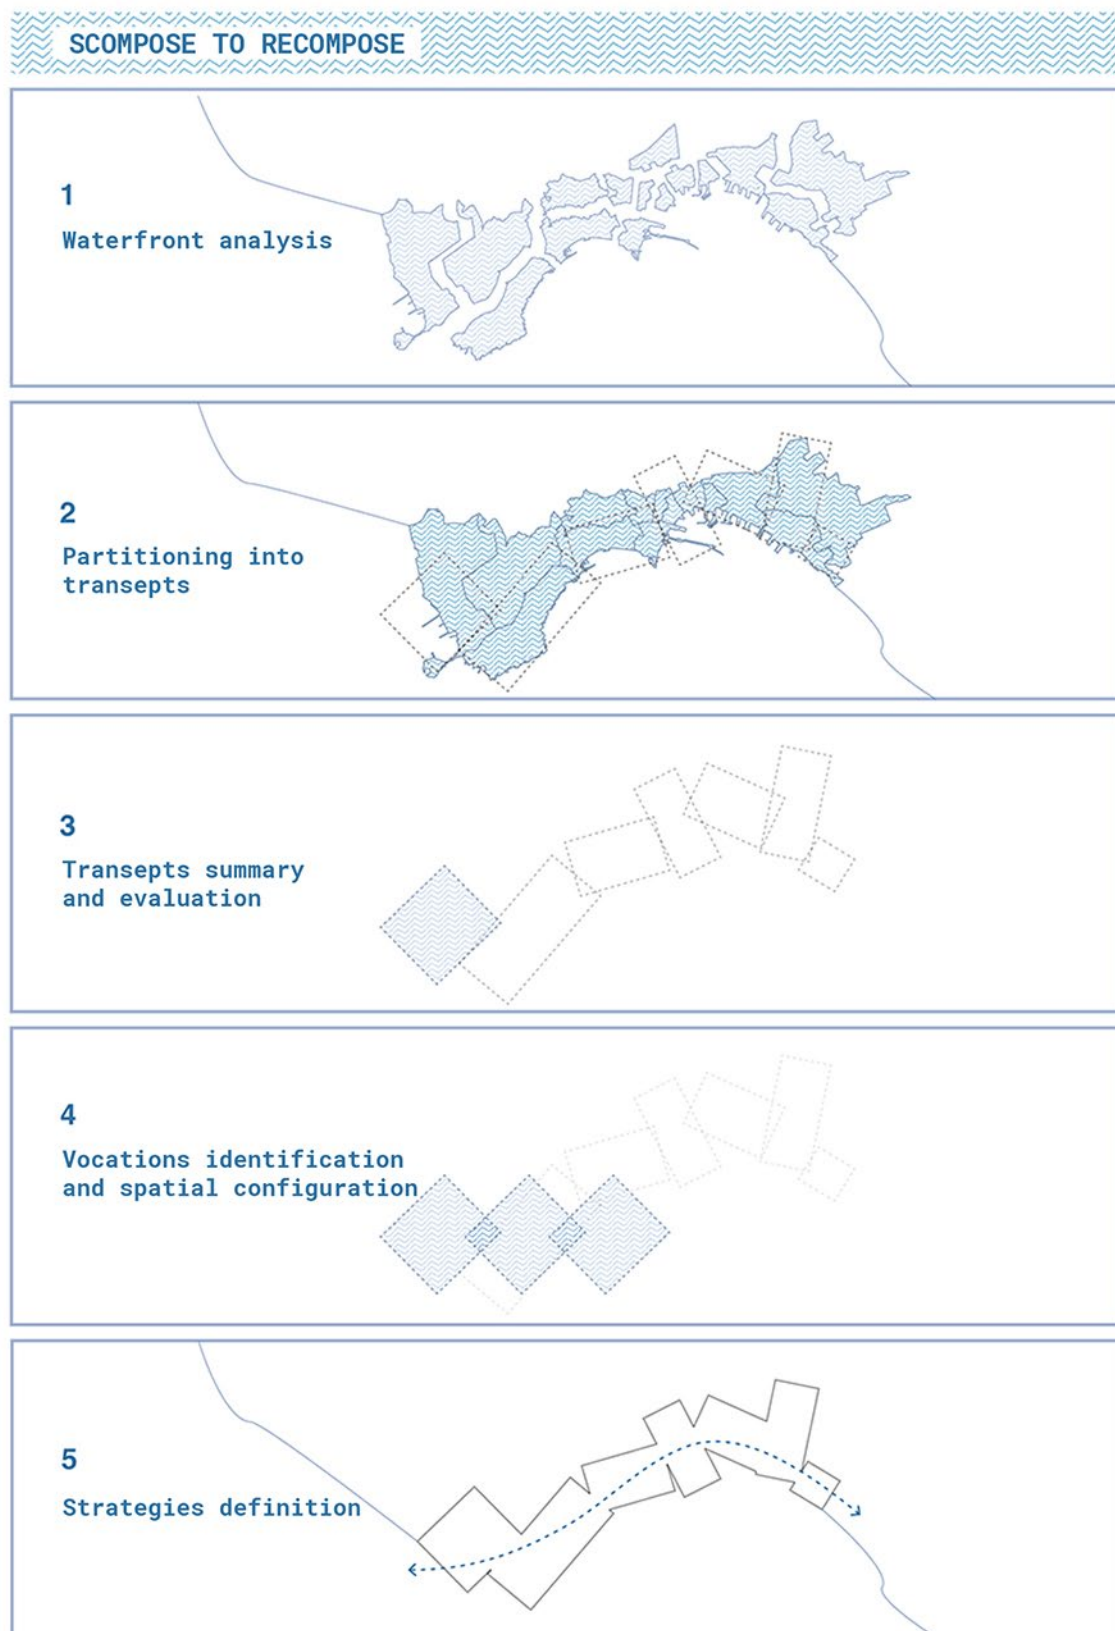 SCOMPOSE TO RECOMPOSE
1
Waterfront analysis
2
Partitioning into
transepts
3
Transepts summary
and evaluation
4
Vocations identification
and spatial configuration
5
Strategies definition